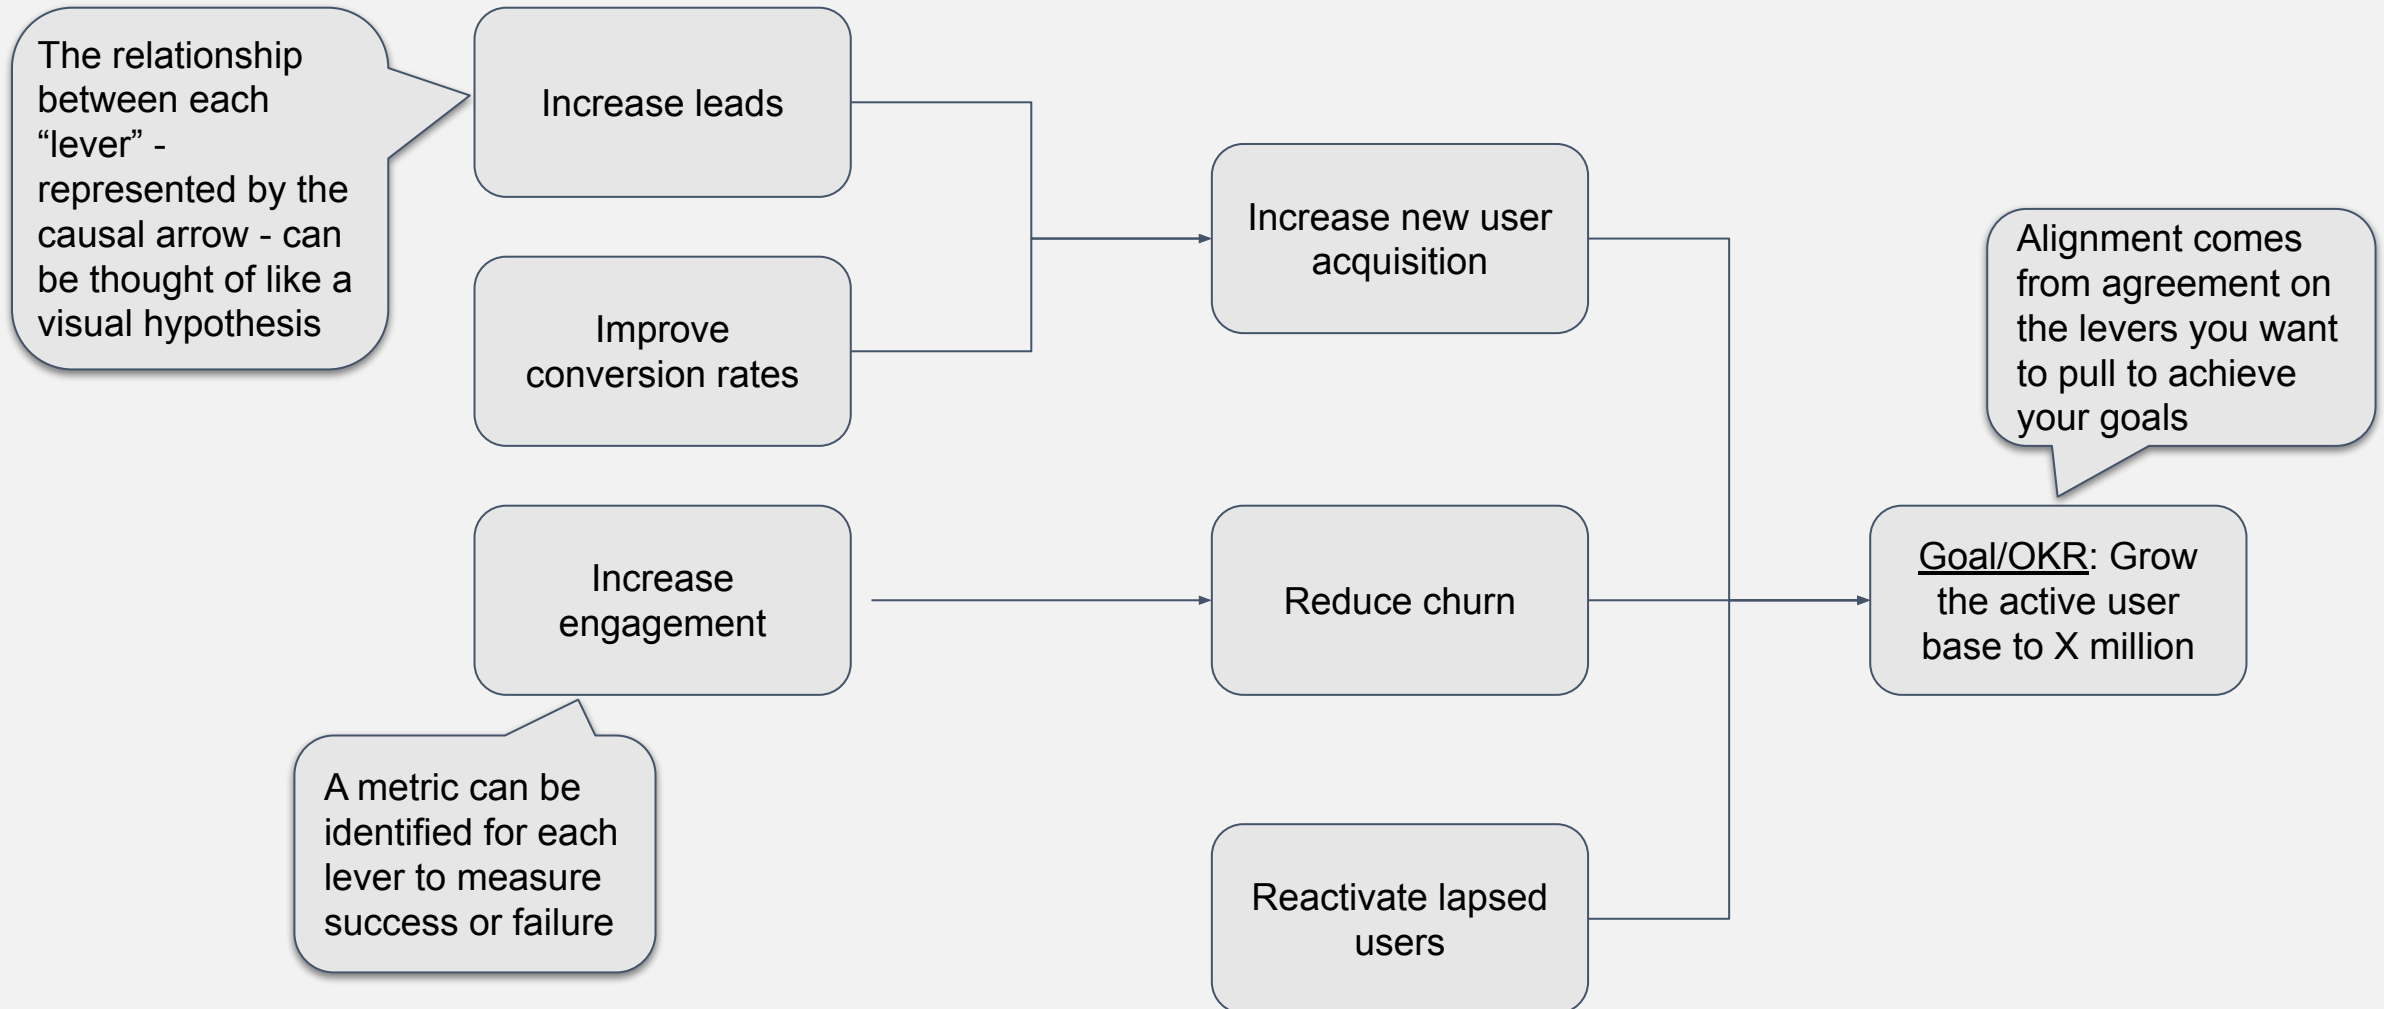 The relationship
between each
“lever” -
represented by the
causal arrow - can
be thought of like a
visual hypothesis
Increase leads
Improve
conversion rates
Increase new user
acquisition
Alignment comes
from agreement on
the levers you want
to pull to achieve
your goals
Increase
engagement
Reduce churn
Goal/OKR: Grow
the active user
base to X million
A metric can be
identified for each
lever to measure
success or failure
Reactivate lapsed
users